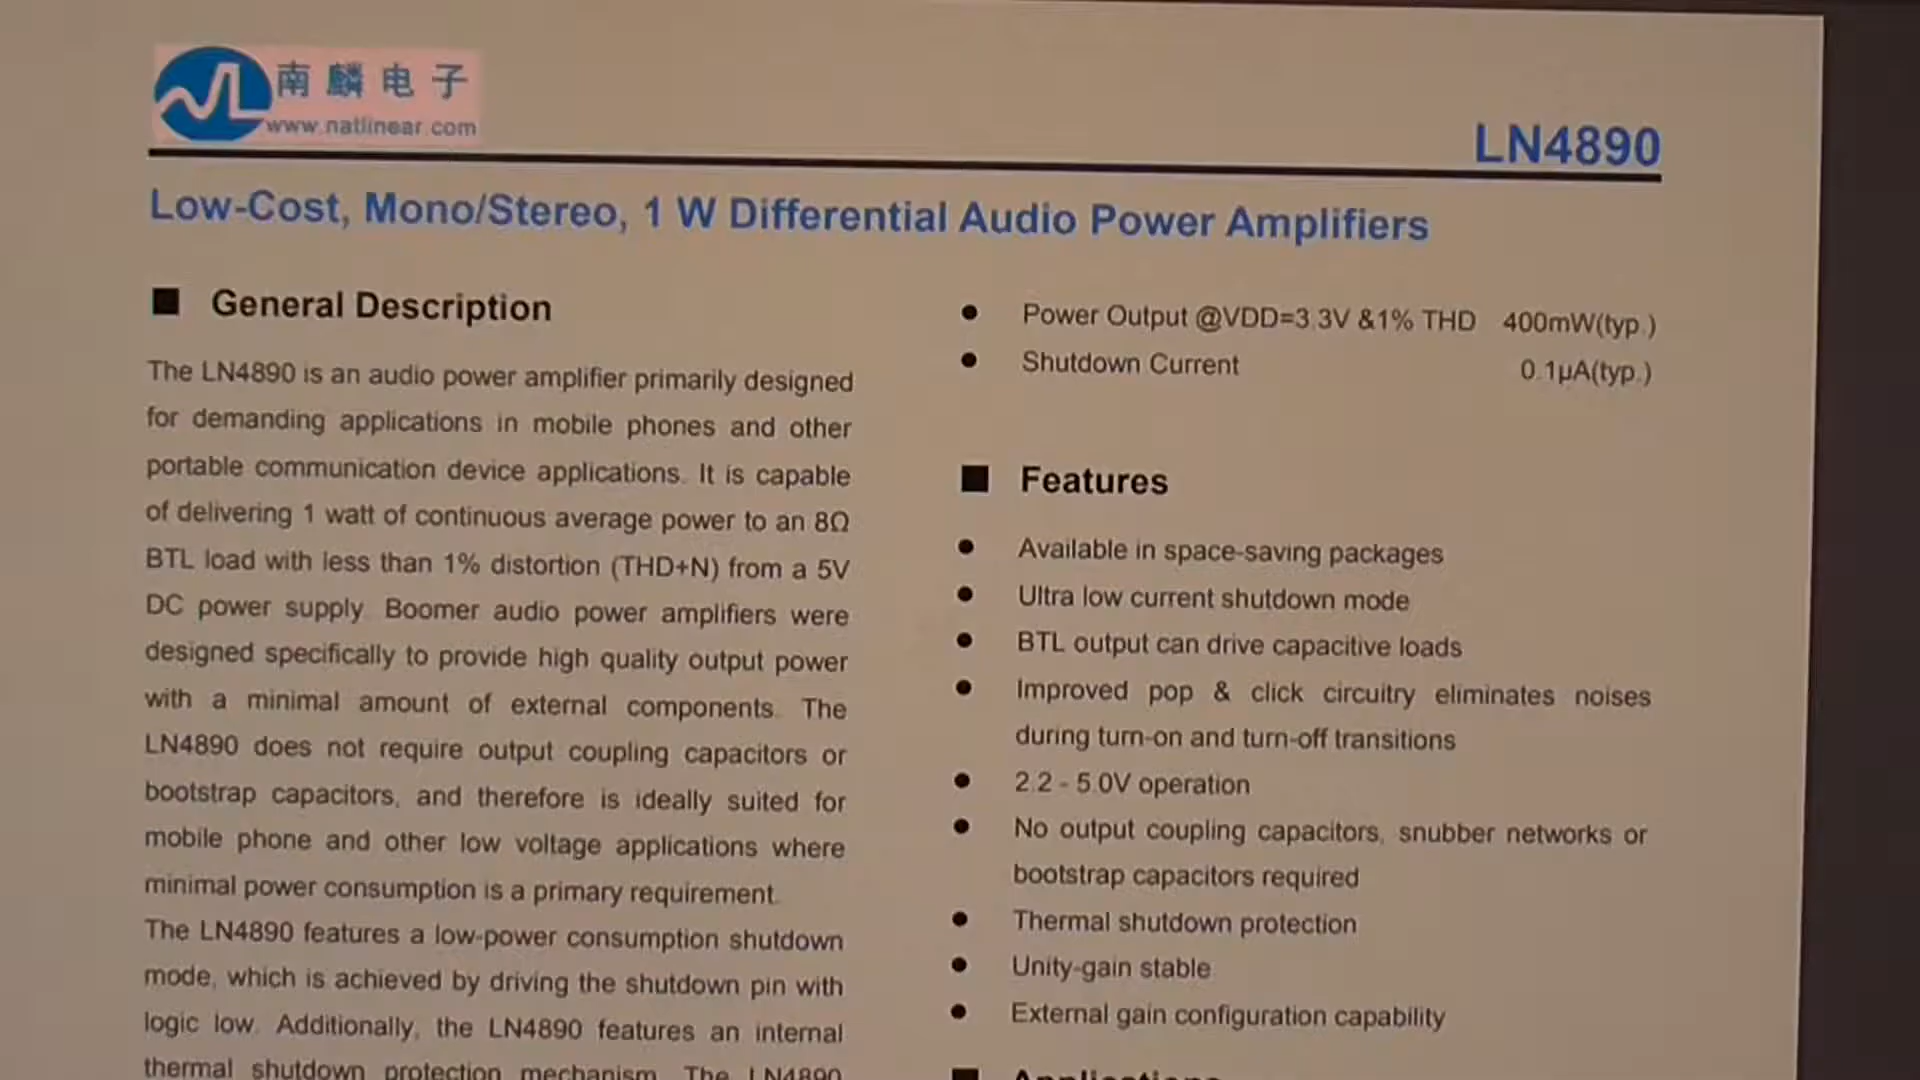 南麟电子
www.natlinear.com
LN4890
Low-Cost, Mono/Stereo, 1 W Differential Audio Power Amplifiers
■ General Description
The LN4890 is an audio power amplifier primarily designed
for demanding applications in mobile phones and other
portable communication device applications. It is capable
of delivering 1 watt of continuous average power to an 8Ω
BTL load with less than 1% distortion (THD+N) from a 5V
DC power supply. Boomer audio power amplifiers were
designed specifically to provide high quality output power
with a minimal amount of external components. The
LN4890 does not require output coupling capacitors or
bootstrap capacitors, and therefore is ideally suited for
mobile phone and other low voltage applications where
minimal power consumption is a primary requirement.
The LN4890 features a low-power consumption shutdown
mode, which is achieved by driving the shutdown pin with
logic low. Additionally, the LN4890 features an internal
thermal shutdown protection mechanism. The LN4890
● Power Output @VDD=3.3V &1% THD 400mW(typ.)
● Shutdown Current 0.1µA(typ.)
■ Features
● Available in space-saving packages
● Ultra low current shutdown mode
● BTL output can drive capacitive loads
● Improved pop & click circuitry eliminates noises
during turn-on and turn-off transitions
● 2.2 - 5.0V operation
● No output coupling capacitors, snubber networks or
bootstrap capacitors required
● Thermal shutdown protection
● Unity-gain stable
● External gain configuration capability
■ Applications